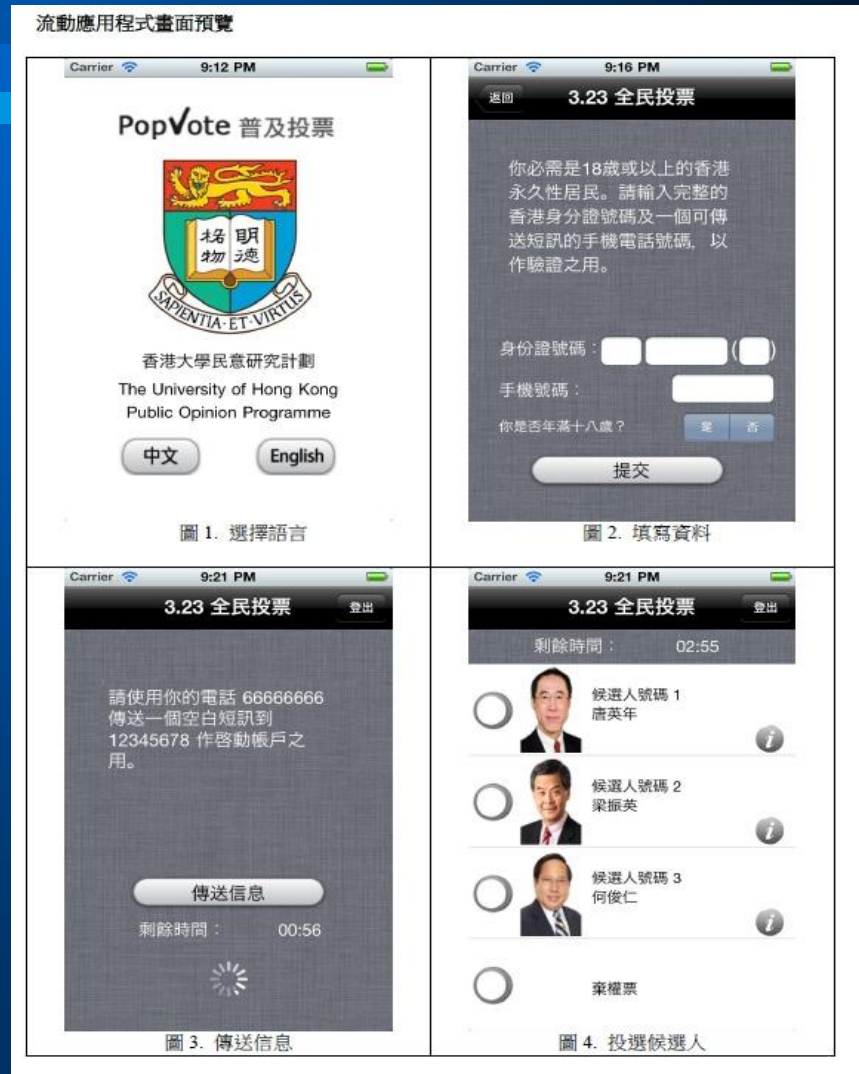 流動應用程式畫面預覽
Carrier 9:12 PM
PopVote 普及投票
明德
格物
SAPIENTIA·ET·VIRTUS
香港大學民意研究計劃
The University of Hong Kong
Public Opinion Programme
中文 English
圖 1. 選擇語言
Carrier 9:16 PM
返回 3.23 全民投票
你必需是18歲或以上的香港
永久性居民。請輸入完整的
香港身分證號碼及一個可傳
送短訊的手機電話號碼，以
作驗證之用。
身份證號碼： ( )
手機號碼：
你是否年滿十八歲？ 是 否
提交
圖 2. 填寫資料
Carrier 9:21 PM
3.23 全民投票 登出
請使用你的電話 66666666
傳送一個空白短訊到
12345678 作啓動帳戶之
用。
傳送信息
剩餘時間： 00:56
圖 3. 傳送信息
Carrier 9:21 PM
3.23 全民投票 登出
剩餘時間： 02:55
候選人號碼 1
唐英年
i
候選人號碼 2
梁振英
i
候選人號碼 3
何俊仁
i
棄權票
圖 4. 投選候選人